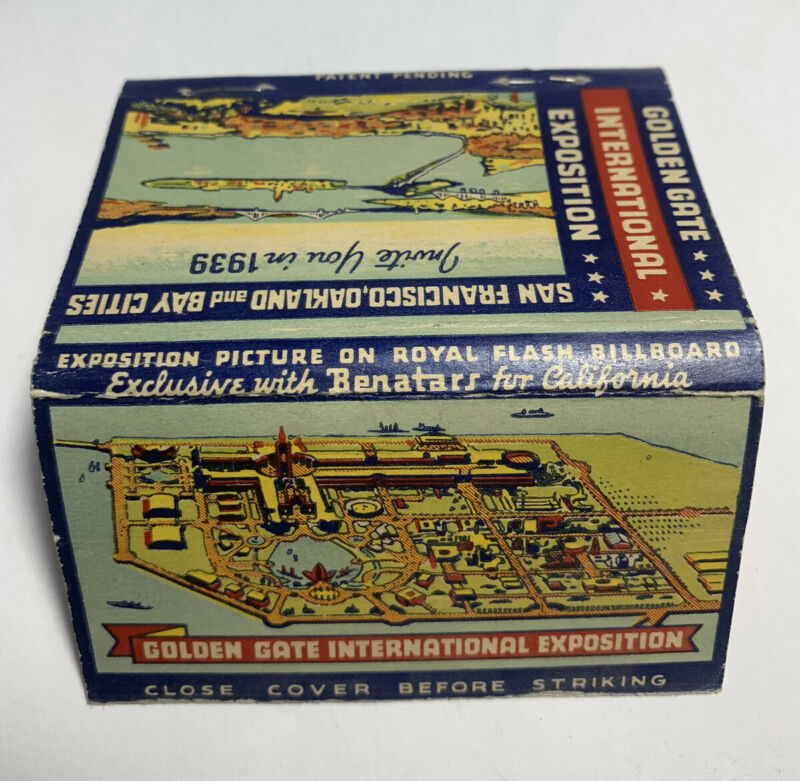 PATENT PENDING
GOLDEN GATE
INTERNATIONAL
EXPOSITION
Invite You in 1939
SAN FRANCISCO, OAKLAND and BAY CITIES
EXPOSITION PICTURE ON ROYAL FLASH BILLBOARD
Exclusive with Benatars for California
GOLDEN GATE INTERNATIONAL EXPOSITION
CLOSE COVER BEFORE STRIKING